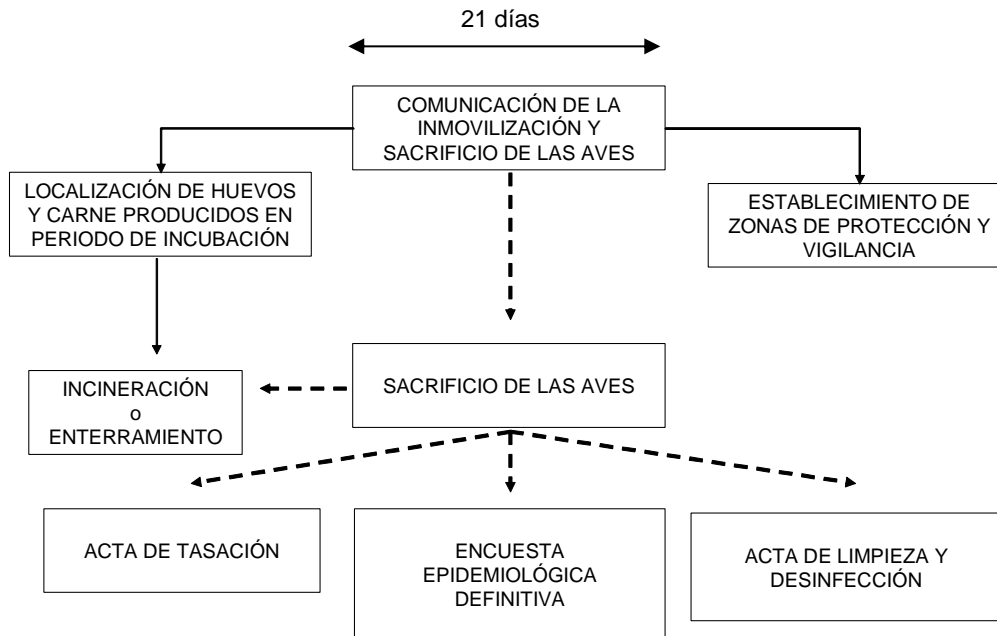 21 días
COMUNICACIÓN DE LA
INMOVILIZACIÓN Y
SACRIFICIO DE LAS AVES
LOCALIZACIÓN DE HUEVOS
Y CARNE PRODUCIDOS EN
PERIODO DE INCUBACIÓN
ESTABLECIMIENTO DE
ZONAS DE PROTECCIÓN Y
VIGILANCIA
SACRIFICIO DE LAS AVES
INCINERACIÓN
o
ENTERRAMIENTO
ACTA DE TASACIÓN
ENCUESTA
EPIDEMIOLÓGICA
DEFINITIVA
ACTA DE LIMPIEZA Y
DESINFECCIÓN